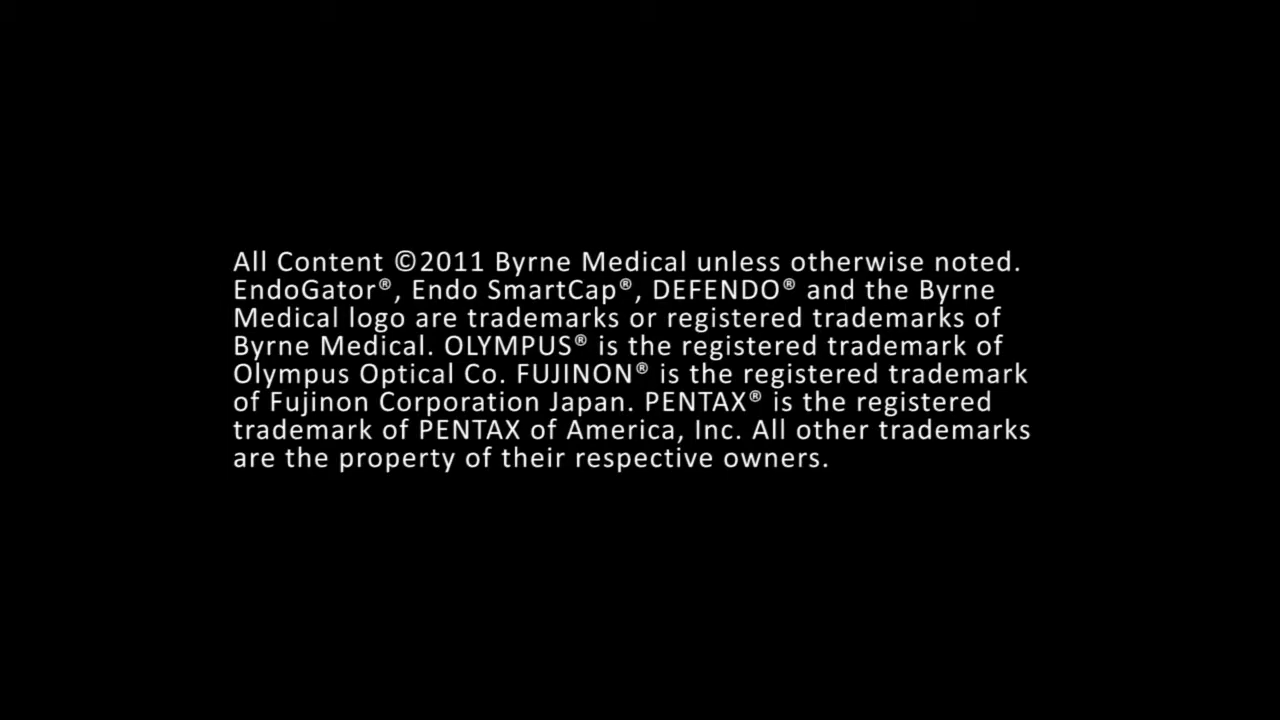 All Content ©2011 Byrne Medical unless otherwise noted.
EndoGator®, Endo SmartCap®, DEFENDO® and the Byrne
Medical logo are trademarks or registered trademarks of
Byrne Medical. OLYMPUS® is the registered trademark of
Olympus Optical Co. FUJINON® is the registered trademark
of Fujinon Corporation Japan. PENTAX® is the registered
trademark of PENTAX of America, Inc. All other trademarks
are the property of their respective owners.